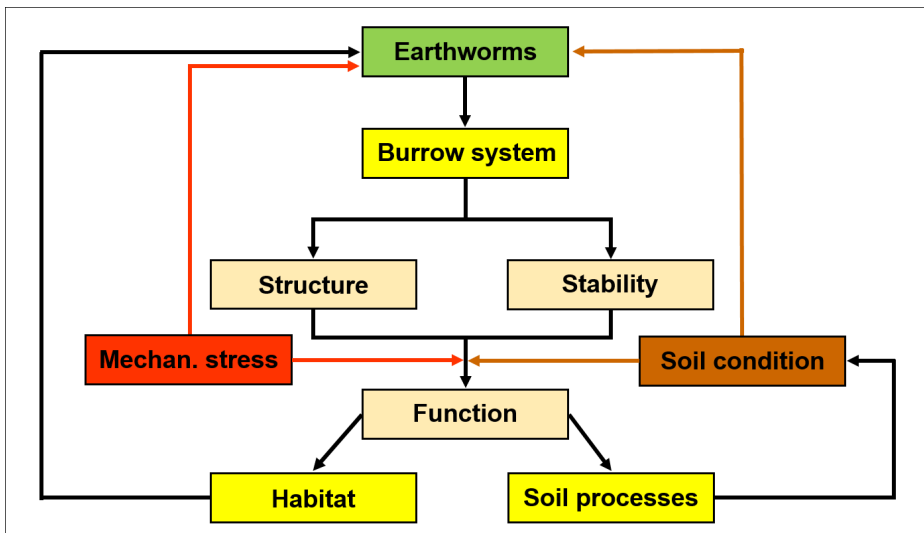 Earthworms
Burrow system
Structure
Stability
Mechan. stress
Soil condition
Function
Habitat
Soil processes